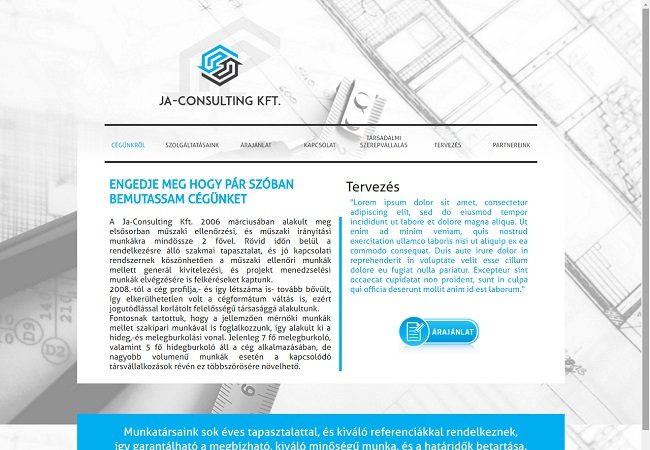 JA-CONSULTING KFT.
CÉGÜNKRŐL
SZOLGÁLTATÁSAINK
ÁRAJÁNLAT
KAPCSOLAT
TÁRSADALMI
SZEREPVÁLLALÁS
TERVEZÉS
PARTNEREINK
ENGEDJE MEG HOGY PÁR SZÓBAN
BEMUTASSAM CÉGÜNKET
A Ja-Consulting Kft. 2006 márciusában alakult meg
elsősorban műszaki ellenőrzési, és műszaki irányítási
munkákra mindössze 2 fővel. Rövid időn belül a
rendelkezésre álló szakmai tapasztalat, és jó kapcsolati
rendszernek köszönhetően a műszaki ellenőri munkák
mellett generál kivitelezési, és projekt menedzselési
munkák elvégzésére is felkéréseket kaptunk.
2008.-tól a cég profilja,- és így létszáma is- tovább bővült,
így elkerülhetetlen volt a cégformátum váltás is, ezért
jogutódlással korlátolt felelősségű társasággá alakultunk.
Fontosnak tartottuk, hogy a jellemzően mérnöki munkák
mellet szakipari munkával is foglalkozzunk, így alakult ki a
hideg,-és melegburkolási vonal. Jelenleg 7 fő melegburkoló,
valamint 5 fő hidegburkoló áll a cég alkalmazásában, de
nagyobb volumenű munkák esetén a kapcsolódó
társvállalkozások révén ez többszörösére növelhető.
Tervezés
"Lorem ipsum dolor sit amet, consectetur
adipiscing elit, sed do eiusmod tempor
incididunt ut labore et dolore magna aliqua. Ut
enim ad minim veniam, quis nostrud
exercitation ullamco laboris nisi ut aliquip ex ea
commodo consequat. Duis aute irure dolor in
reprehenderit in voluptate velit esse cillum
dolore eu fugiat nulla pariatur. Excepteur sint
occaecat cupidatat non proident, sunt in culpa
qui officia deserunt mollit anim id est laborum."
ÁRAJÁNLAT
Munkatársaink sok éves tapasztalattal, és kiváló referenciákkal rendelkeznek,
így garantálható a megbízható, kiváló minőségű munka, és a határidők betartása.